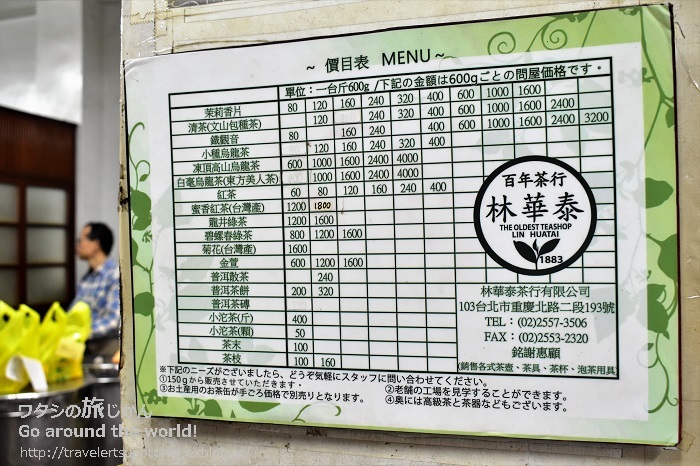 ~ 價目表 MENU ~
單位：一台斤600g /下記の金額は600gごとの問屋価格です。
茉莉香片 80 120 160 240 320 400 600 1000 1600
清茶(文山包種茶) 120 240 320 400 600 1000 1600 2400
鐵觀音 80 160 240 400 600 1000 1600 2400 3200
小種烏龍茶 120 160 240 320 400
凍頂高山烏龍茶 600 1000 1600 2400 4000
白毫烏龍茶(東方美人茶) 600 1000 1600 2400 4000
紅茶 60 80 120 160 240 400
蜜香紅茶(台灣產) 1200 1800
龍井綠茶 1200 1600
碧螺春綠茶 800 1200 1600
菊花(台灣產) 1600
金萱 600 1200 1600
普洱散茶 240
普洱茶餅 200 320
普洱茶磚
小沱茶(斤) 400
小沱茶(顆) 50
茶末 100
茶枝 100 160
百年茶行
林華泰
THE OLDEST TEASHOP
LIN HUATAI
1883
林華泰茶行有限公司
103台北市重慶北路二段193號
TEL：(02)2557-3506
FAX：(02)2553-2320
銘謝惠顧
(銷售各式茶壺、茶具、茶杯、泡茶用具
※下記のニーズがございましたら、どうぞ気軽にスタッフに問い合わせてください。
①150gから販売させていただきます。 ②老舗の工場を見学することができます。
③お土産用のお茶缶が手ごろ価格で別売りとなります。 ④奥には高級茶と茶器などもございます。
ワタシの旅じかん
Go around the world!